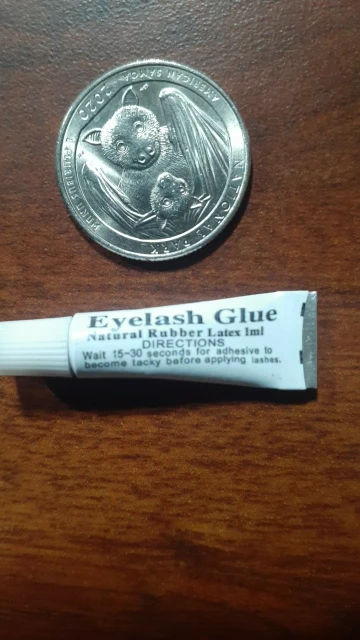 AMERICAN SAMOA
2020
NATIONAL PARK
Eyelash Glue
Natural Rubber Latex 1ml
DIRECTIONS
Wait 15-30 seconds for adhesive to
become tacky before applying lashes.